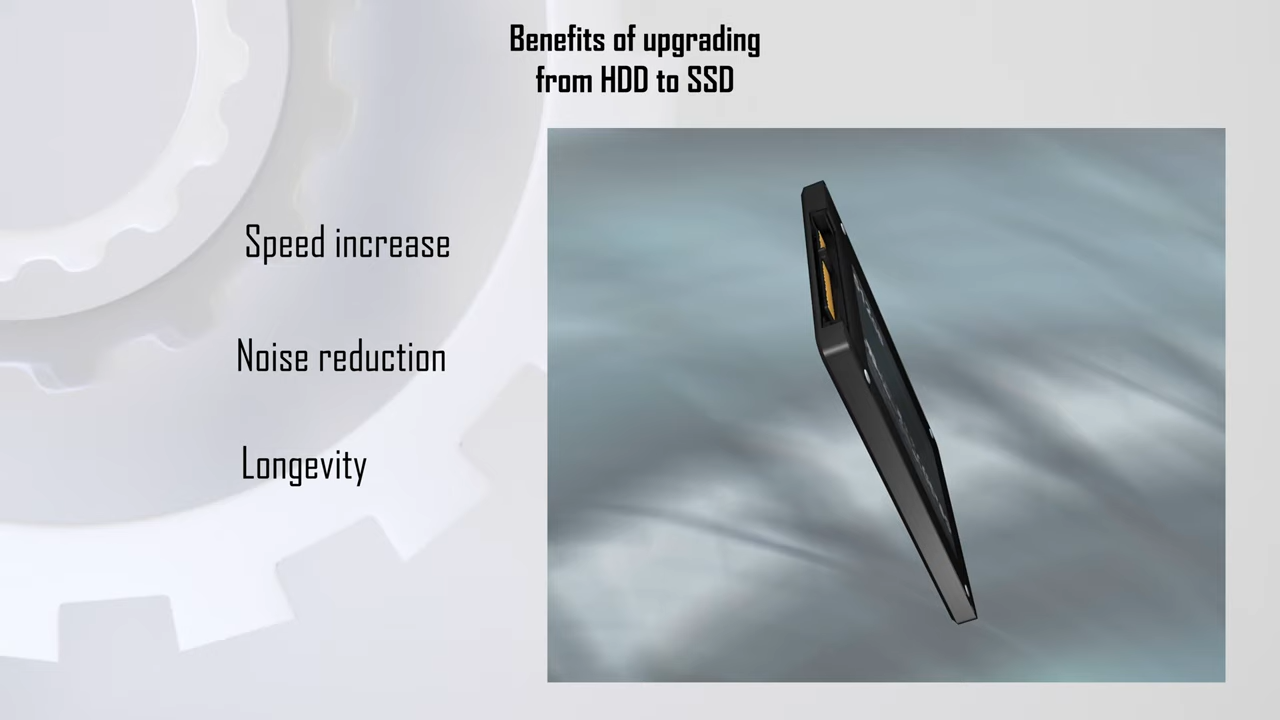 Benefits of upgrading
from HDD to SSD
Speed increase
Noise reduction
Longevity